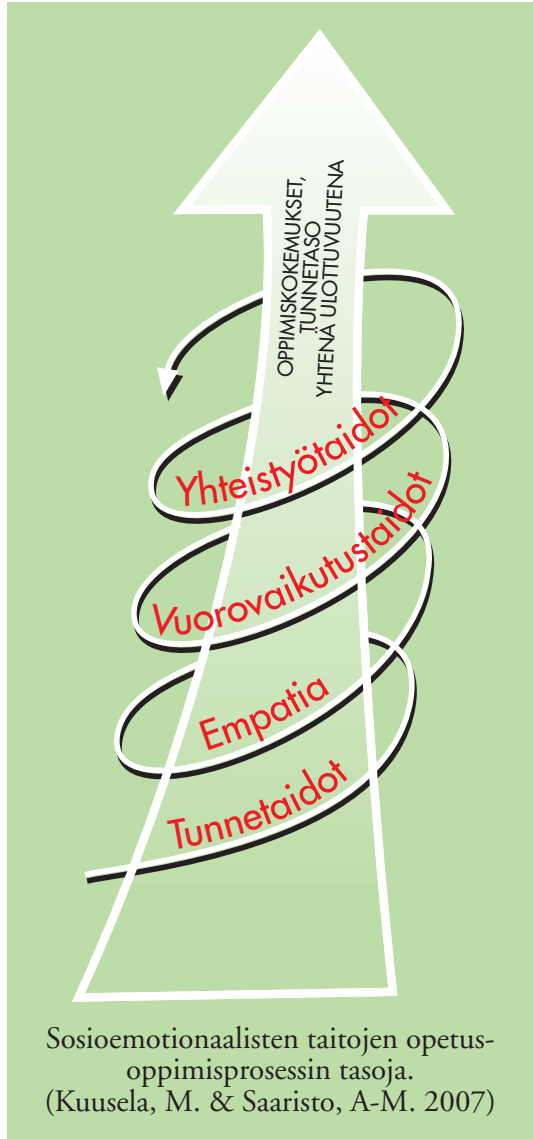 OPPIMISKOKEMUKSET,
TUNNETASO
YHTENÄ ULOTTUVUUTENA
Yhteistyötaidot
Vuorovaikutustaidot
Empatia
Tunnetaidot
Sosioemotionaalisten taitojen opetus-
oppimisprosessin tasoja.
(Kuusela, M. & Saaristo, A-M. 2007)